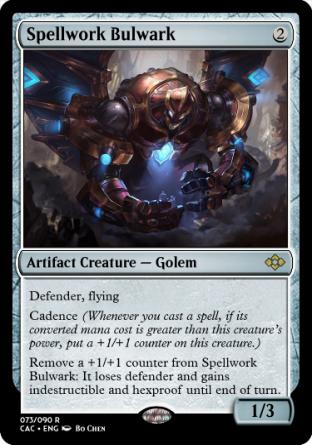 Spellwork Bulwark 2
Artifact Creature — Golem
Defender, flying
Cadence (Whenever you cast a spell, if its
converted mana cost is greater than this creature's
power, put a +1/+1 counter on this creature.)
Remove a +1/+1 counter from Spellwork
Bulwark: It loses defender and gains
indestructible and hexproof until end of turn.
1/3
073/090 R
CAC • ENG Bo Chen